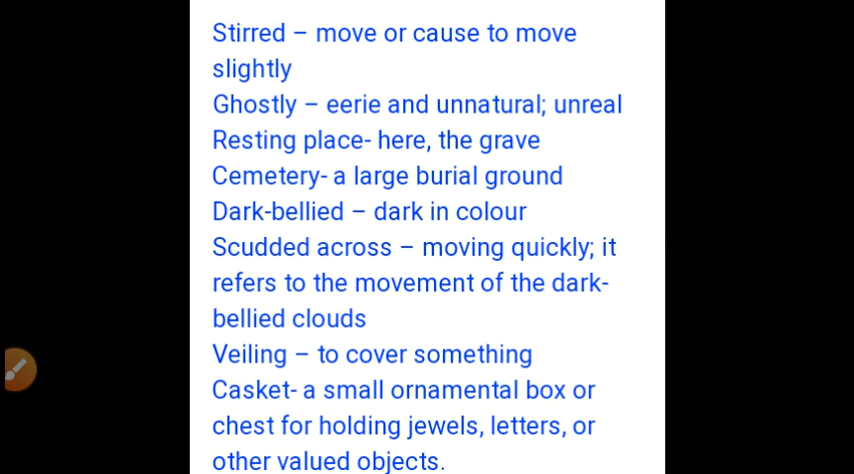 Stirred – move or cause to move
slightly
Ghostly – eerie and unnatural; unreal
Resting place- here, the grave
Cemetery- a large burial ground
Dark-bellied – dark in colour
Scudded across – moving quickly; it
refers to the movement of the dark-
bellied clouds
Veiling – to cover something
Casket- a small ornamental box or
chest for holding jewels, letters, or
other valued objects.